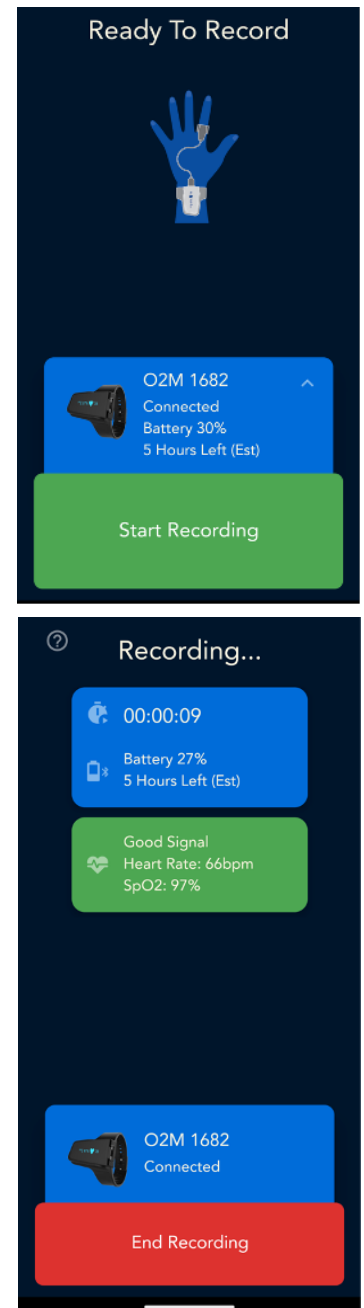 Ready To Record
O2M 1682
Connected
Battery 30%
5 Hours Left (Est)
Start Recording
?
Recording...
00:00:09
Battery 27%
5 Hours Left (Est)
Good Signal
Heart Rate: 66bpm
SpO2: 97%
O2M 1682
Connected
End Recording